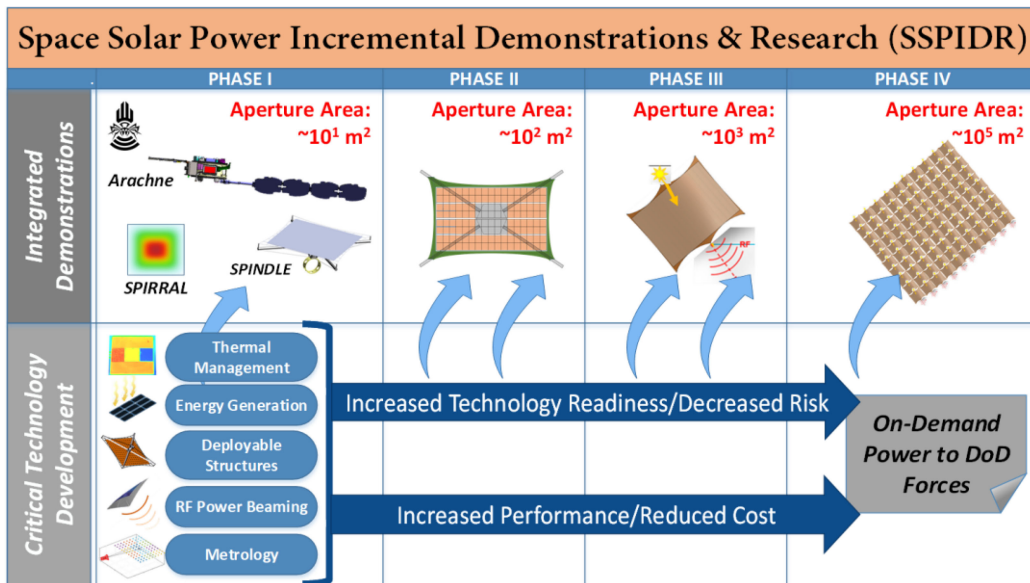 Space Solar Power Incremental Demonstrations & Research (SSPIDR)
PHASE I
PHASE II
PHASE III
PHASE IV
Integrated
Demonstrations
Aperture Area:
~10¹ m²
Arachne
SPIRRAL
SPINDLE
Aperture Area:
~10² m²
Aperture Area:
~10³ m²
RF
Aperture Area:
~10⁵ m²
Critical Technology
Development
Thermal
Management
Energy Generation
Deployable
Structures
RF Power Beaming
Metrology
Increased Technology Readiness/Decreased Risk
Increased Performance/Reduced Cost
On-Demand
Power to DoD
Forces